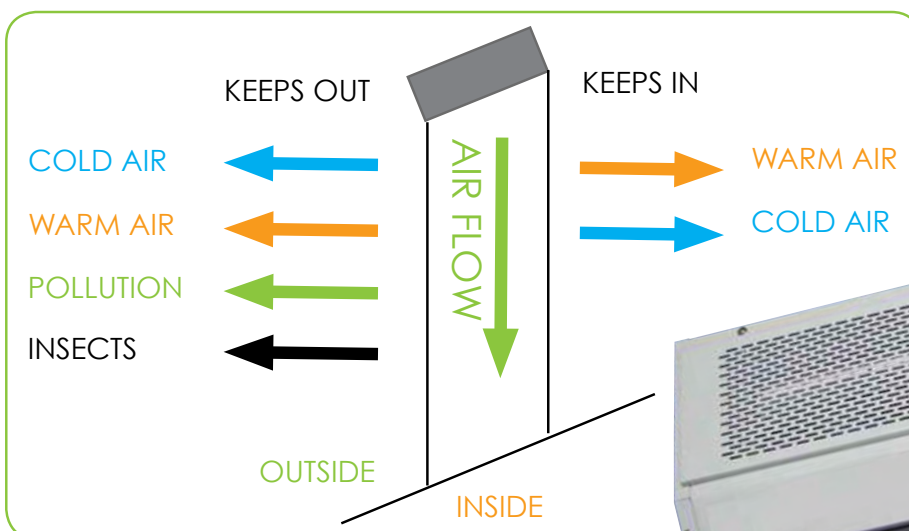 KEEPS OUT
COLD AIR
WARM AIR
POLLUTION
INSECTS
AIR FLOW
KEEPS IN
WARM AIR
COLD AIR
OUTSIDE
INSIDE